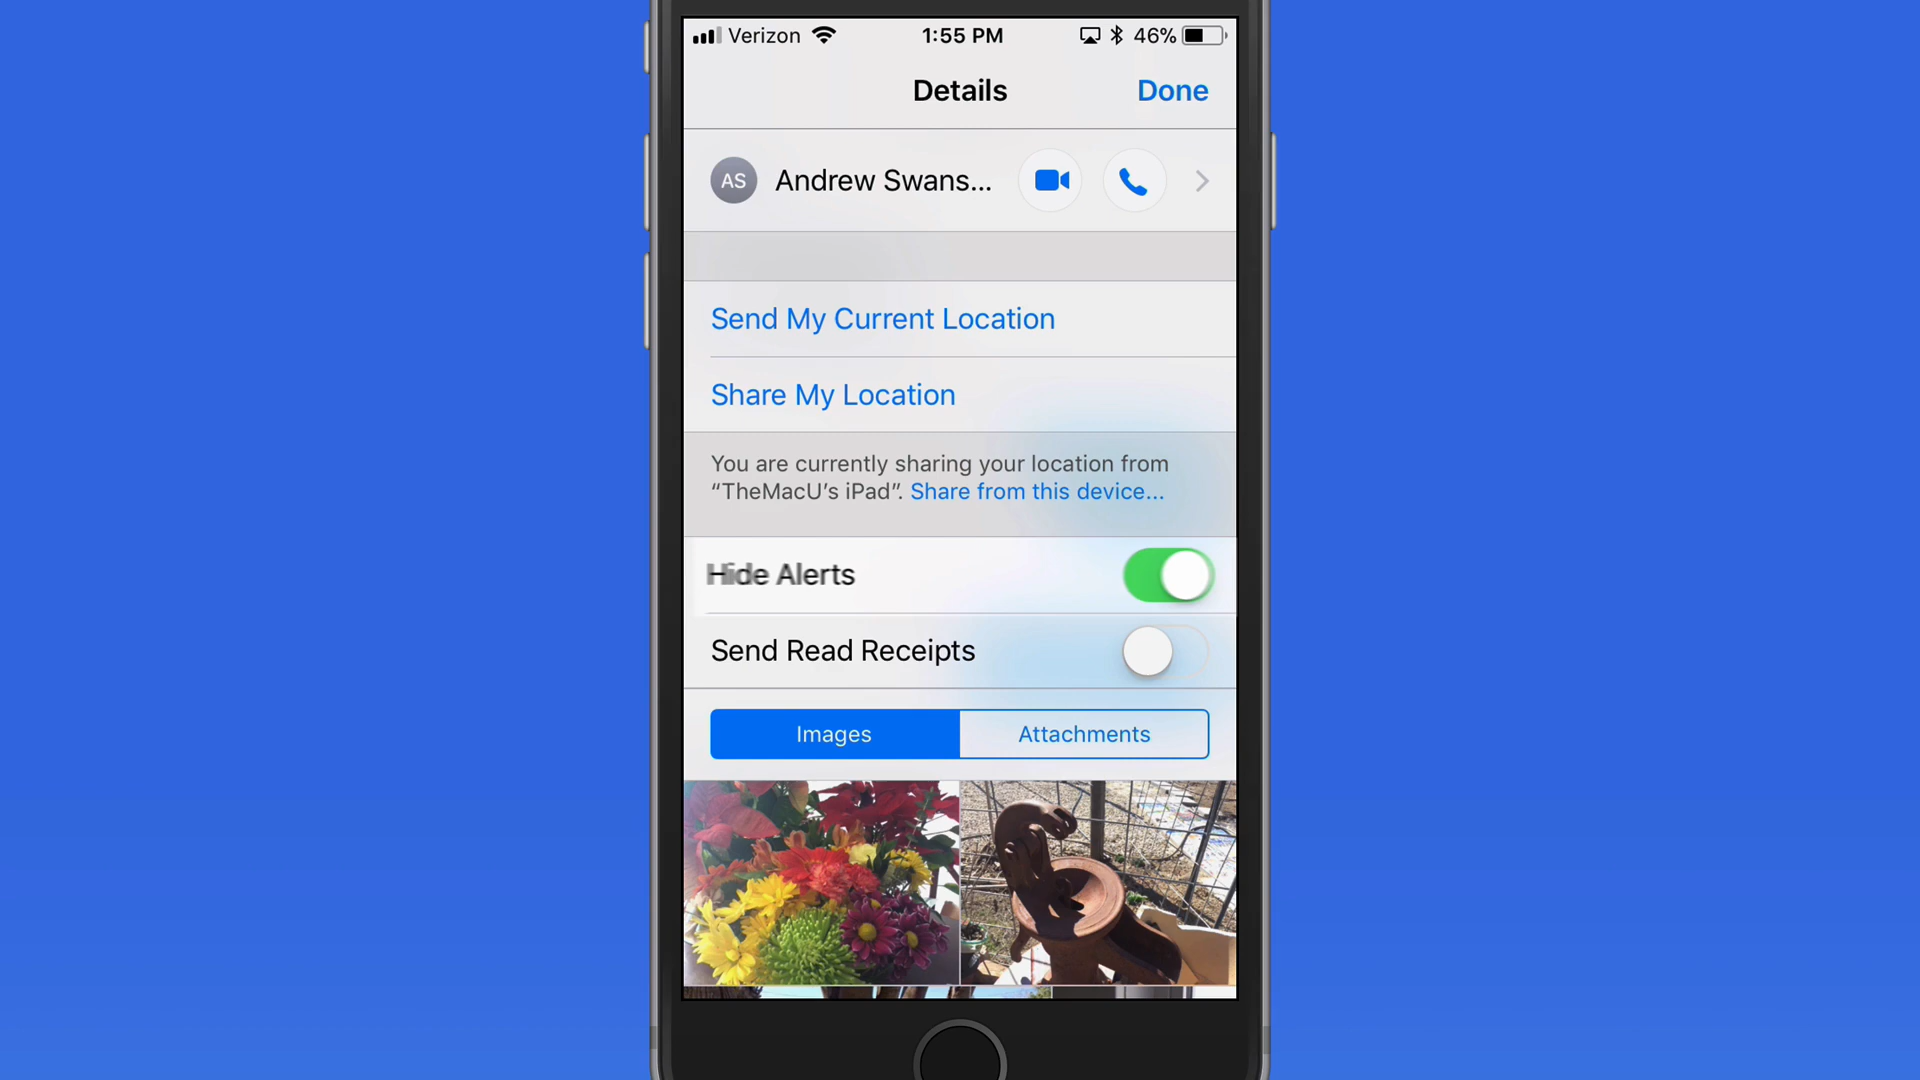 Verizon 1:55 PM 46%
Details Done
AS Andrew Swans...
Send My Current Location
Share My Location
You are currently sharing your location from
“TheMacU’s iPad”. Share from this device...
Hide Alerts
Send Read Receipts
Images Attachments